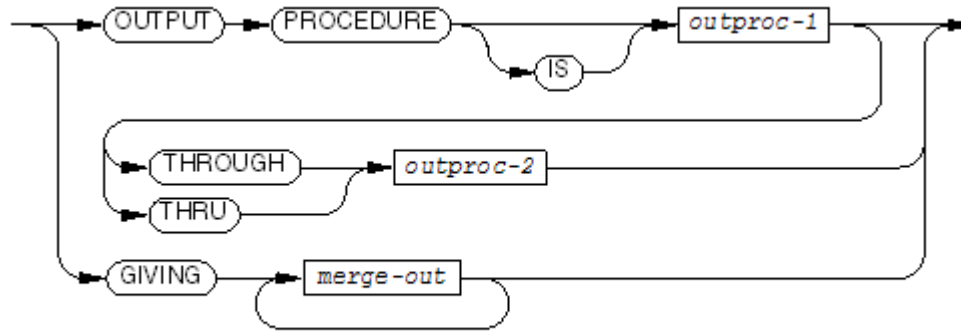 OUTPUT PROCEDURE outproc-1
IS
THROUGH outproc-2
THRU
GIVING merge-out